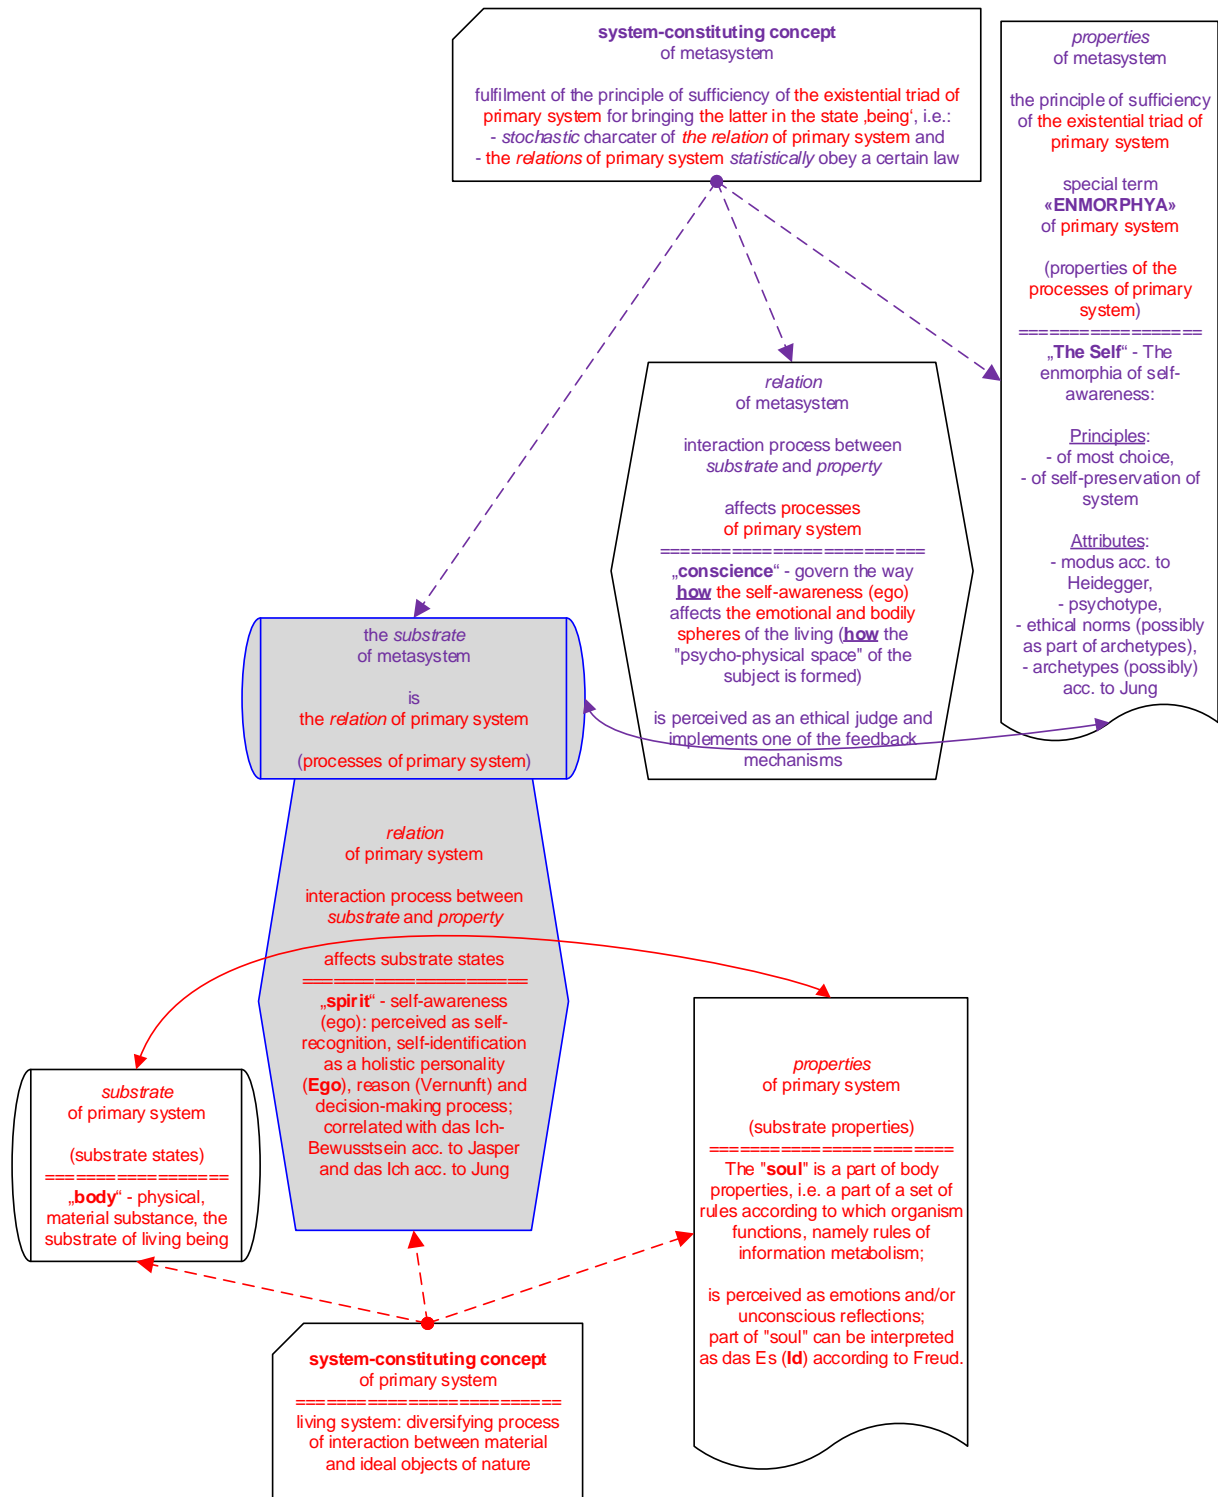 system-constituting concept
of metasystem
fulfilment of the principle of sufficiency of the existential triad of
primary system for bringing the latter in the state ‚being‘, i.e.:
- stochastic charcater of the relation of primary system and
- the relations of primary system statistically obey a certain law
properties
of metasystem
the principle of sufficiency
of the existential triad of
primary system
special term
«ENMORPHYA»
of primary system
(properties of the
processes of primary
system)
==================
„The Self“ - The
enmorphia of self-
awareness:
Principles:
- of most choice,
- of self-preservation of
system
Attributes:
- modus acc. to
Heidegger,
- psychotype,
- ethical norms (possibly
as part of archetypes),
- archetypes (possibly)
acc. to Jung
relation
of metasystem
interaction process between
substrate and property
affects processes
of primary system
==========================
„conscience“ - govern the way
how the self-awareness (ego)
affects the emotional and bodily
spheres of the living (how the
"psycho-physical space" of the
subject is formed)
is perceived as an ethical judge and
implements one of the feedback
mechanisms
the substrate
of metasystem
is
the relation of primary system
(processes of primary system)
relation
of primary system
interaction process between
substrate and property
affects substrate states
======================
„spirit“ - self-awareness
(ego): perceived as self-
recognition, self-identification
as a holistic personality
(Ego), reason (Vernunft) and
decision-making process;
correlated with das Ich-
Bewusstsein acc. to Jasper
and das Ich acc. to Jung
substrate
of primary system
(substrate states)
==================
„body“ - physical,
material substance, the
substrate of living being
properties
of primary system
(substrate properties)
========================
The "soul" is a part of body
properties, i.e. a part of a set of
rules according to which organism
functions, namely rules of
information metabolism;
is perceived as emotions and/or
unconscious reflections;
part of "soul" can be interpreted
as das Es (Id) according to Freud.
system-constituting concept
of primary system
==========================
living system: diversifying process
of interaction between material
and ideal objects of nature